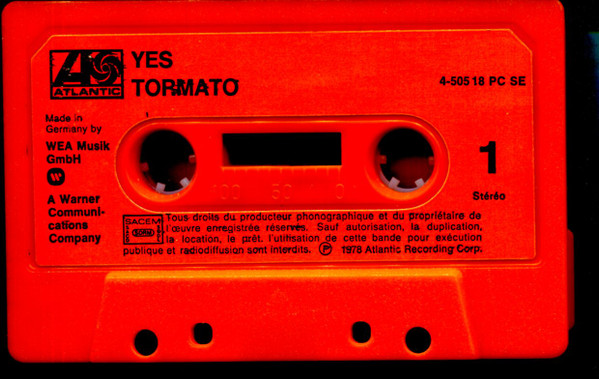 YES
TORMATO
ATLANTIC
4-50518 PC SE
Made in
Germany by
WEA Musik
GmbH
W
A Warner
Communi-
cations
Company
100 50 0
1
Stéréo
SACEM
Tous droits du producteur phonographique et du propriétaire de
l'œuvre enregistrée réservés. Sauf autorisation, la duplication,
la location, le prêt, l'utilisation de cette bande pour exécution
publique et radiodiffusion sont interdits. Ⓟ 1978 Atlantic Recording Corp.